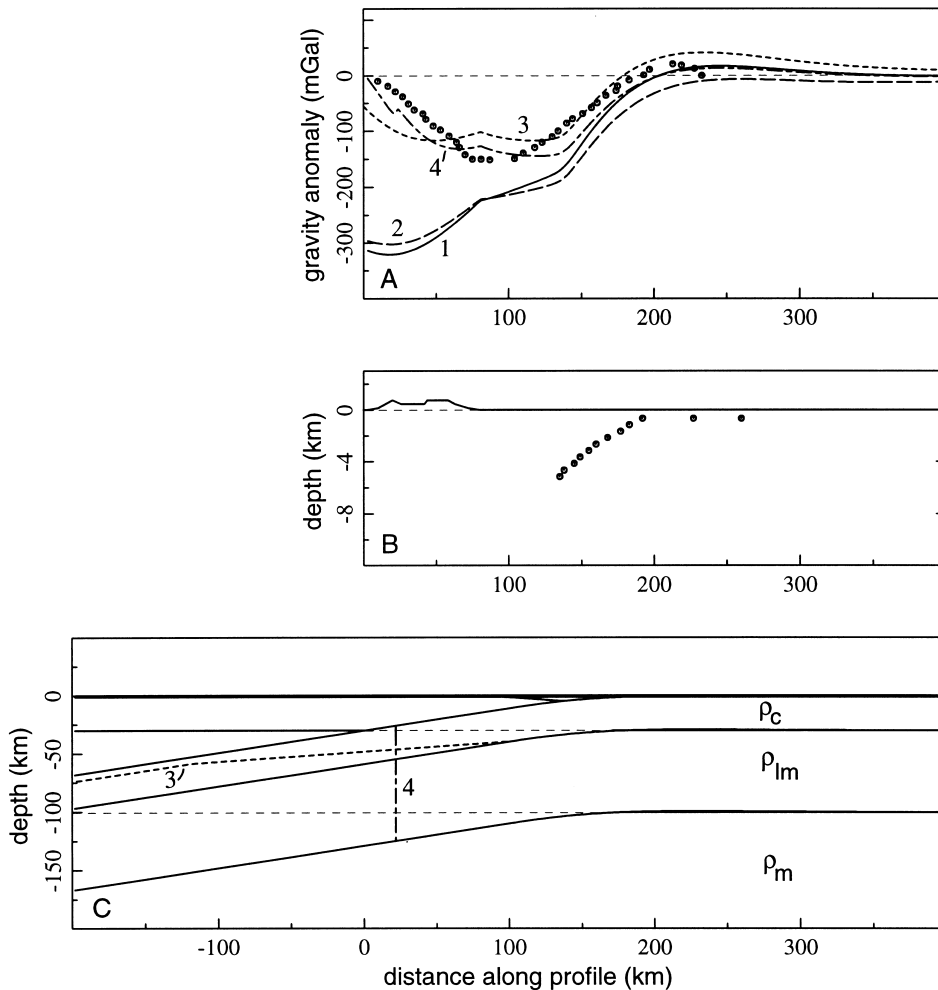 gravity anomaly (mGal)
0
-100
-200
-300
3
4
2
1
A
100
200
300
depth (km)
0
-4
-8
B
100
200
300
depth (km)
0
-50
-100
-150
3
4
ρc
ρlm
ρm
C
-100
0
100
200
300
distance along profile (km)